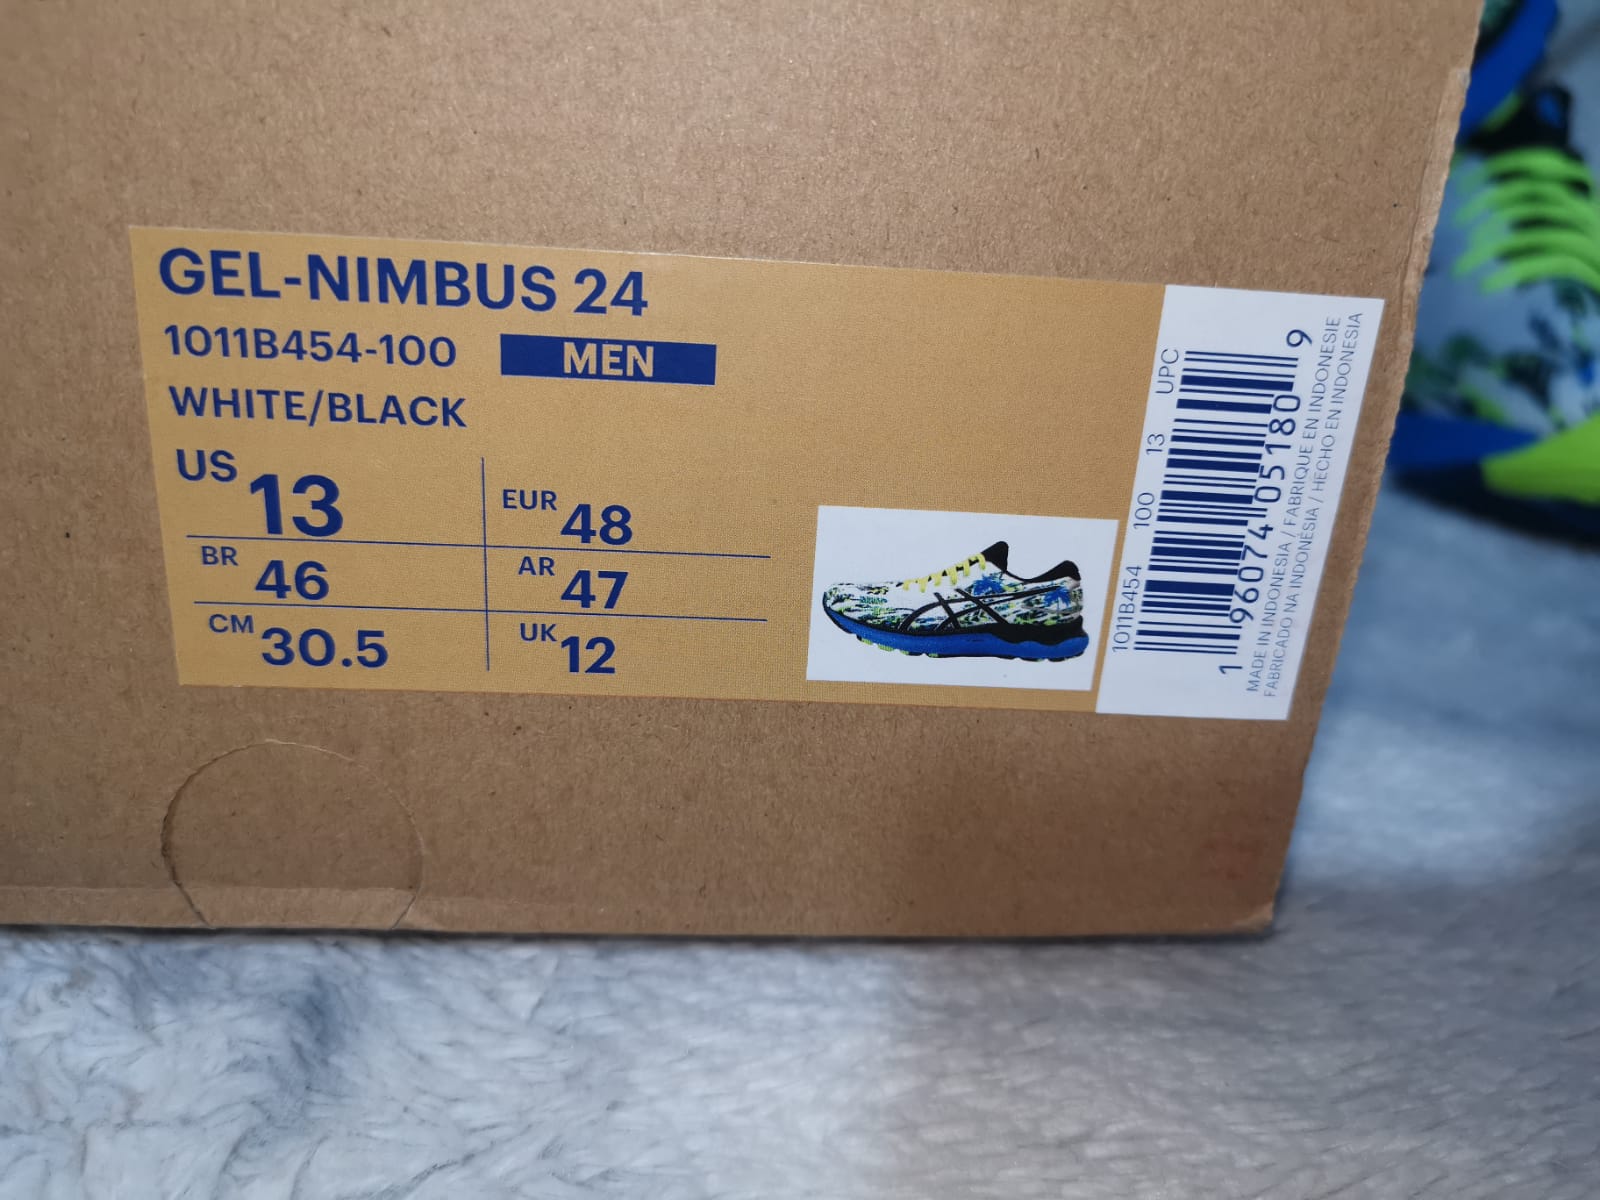 GEL-NIMBUS 24
1011B454-100
MEN
WHITE/BLACK
US 13
EUR 48
BR 46
AR 47
CM 30.5
UK 12
1011B454 100 13 UPC
1 96074 05180 9
MADE IN INDONESIA / FABRIQUE EN INDONESIE
FABRICADO NA INDONÉSIA / HECHO EN INDONESIA